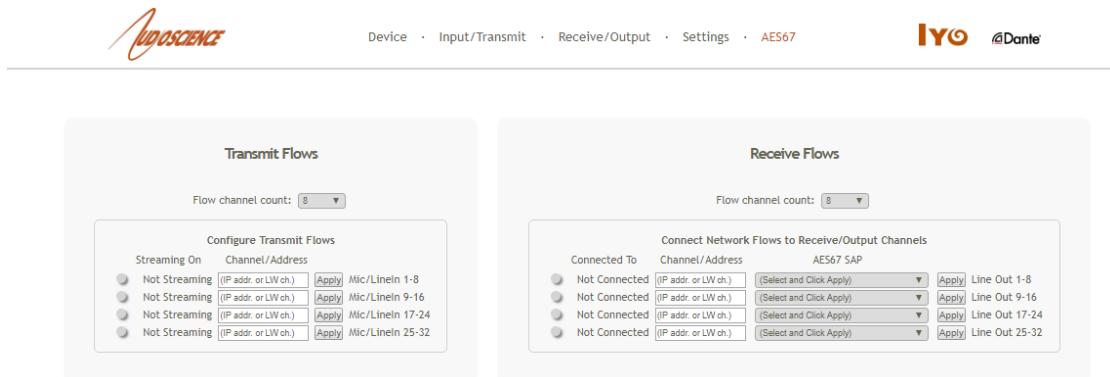 AUDIOSCIENCE
Device · Input/Transmit · Receive/Output · Settings · AES67
Iyo
Dante
Transmit Flows
Flow channel count: 8
Configure Transmit Flows
Streaming On Channel/Address
Not Streaming (IP addr. or LW ch.) Apply Mic/LineIn 1-8
Not Streaming (IP addr. or LW ch.) Apply Mic/LineIn 9-16
Not Streaming (IP addr. or LW ch.) Apply Mic/LineIn 17-24
Not Streaming (IP addr. or LW ch.) Apply Mic/LineIn 25-32
Receive Flows
Flow channel count: 8
Connect Network Flows to Receive/Output Channels
Connected To Channel/Address AES67 SAP
Not Connected (IP addr. or LW ch.) (Select and Click Apply) Apply Line Out 1-8
Not Connected (IP addr. or LW ch.) (Select and Click Apply) Apply Line Out 9-16
Not Connected (IP addr. or LW ch.) (Select and Click Apply) Apply Line Out 17-24
Not Connected (IP addr. or LW ch.) (Select and Click Apply) Apply Line Out 25-32